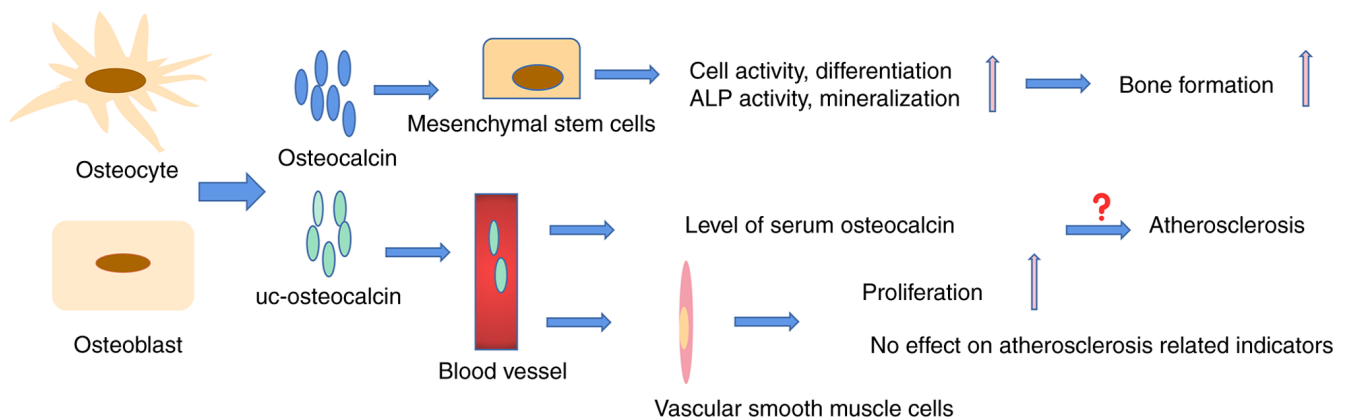 Osteocyte
Osteoblast
Osteocalcin
uc-osteocalcin
Mesenchymal stem cells
Cell activity, differentiation
ALP activity, mineralization
Bone formation
Blood vessel
Level of serum osteocalcin
?
Atherosclerosis
Vascular smooth muscle cells
Proliferation
No effect on atherosclerosis related indicators